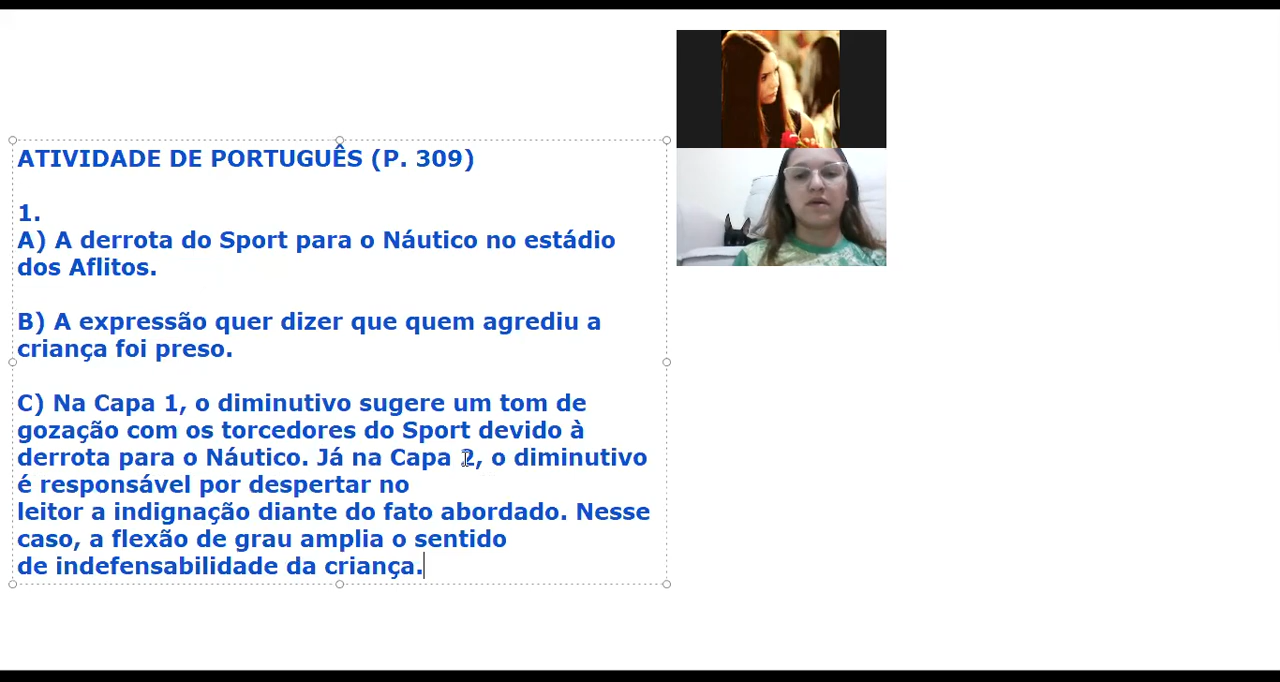 ATIVIDADE DE PORTUGUÊS (P. 309)
1.
A) A derrota do Sport para o Náutico no estádio
dos Aflitos.
B) A expressão quer dizer que quem agrediu a
criança foi preso.
C) Na Capa 1, o diminutivo sugere um tom de
gozação com os torcedores do Sport devido à
derrota para o Náutico. Já na Capa 2, o diminutivo
é responsável por despertar no
leitor a indignação diante do fato abordado. Nesse
caso, a flexão de grau amplia o sentido
de indefensabilidade da criança.